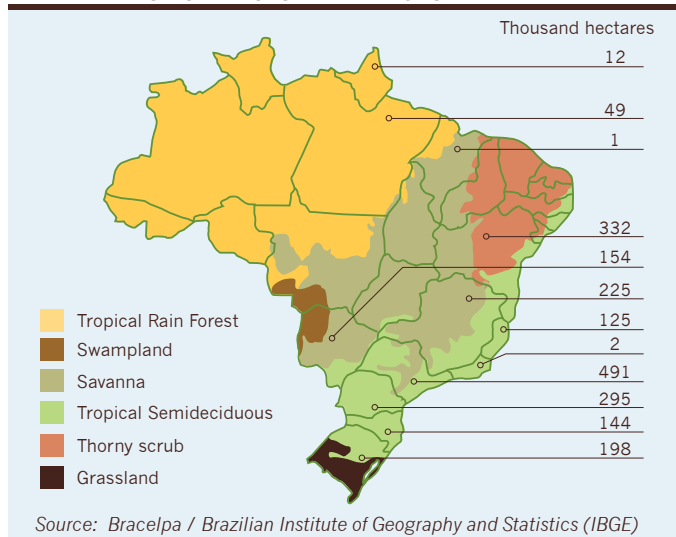 Thousand hectares
12
49
1
332
154
225
125
2
491
295
144
198
Tropical Rain Forest
Swampland
Savanna
Tropical Semideciduous
Thorny scrub
Grassland
Source: Bracelpa / Brazilian Institute of Geography and Statistics (IBGE)